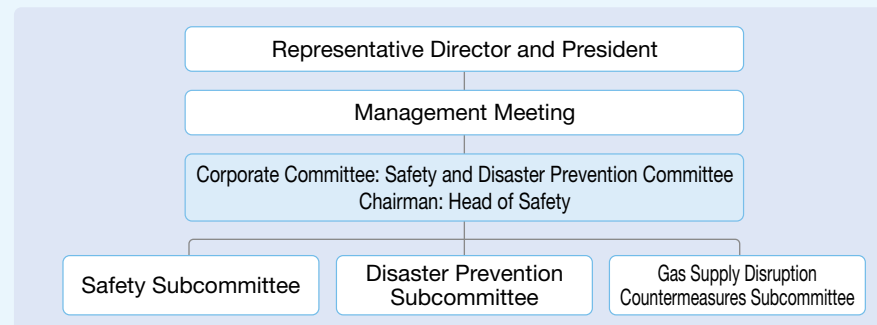 Representative Director and President
Management Meeting
Corporate Committee: Safety and Disaster Prevention Committee
Chairman: Head of Safety
Safety Subcommittee
Disaster Prevention
Subcommittee
Gas Supply Disruption
Countermeasures Subcommittee